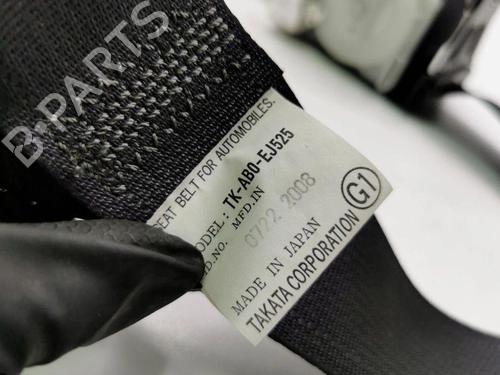 B-PARTS
SEAT BELT FOR AUTOMOBILES.
MODEL: TK-AB0-EJ525
MFD.IN
0722 2008
MADE IN JAPAN
TAKATA CORPORATION
G1